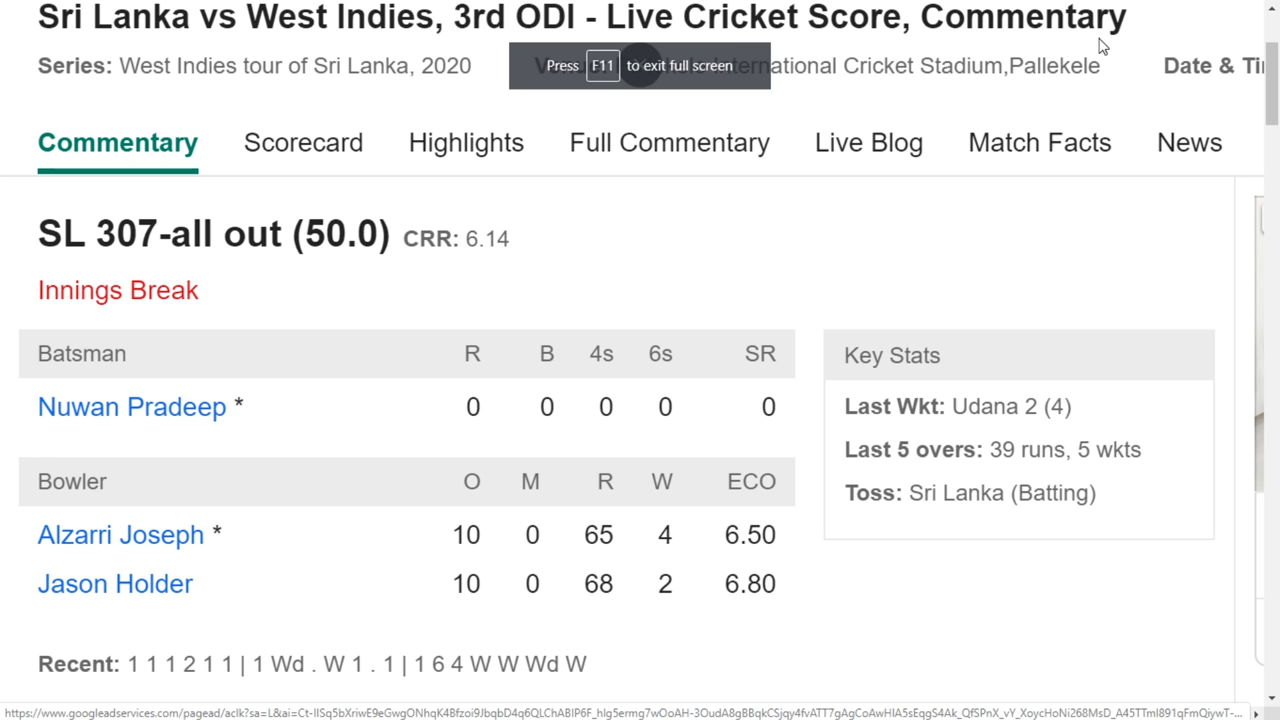 Sri Lanka vs West Indies, 3rd ODI - Live Cricket Score, Commentary
Series: West Indies tour of Sri Lanka, 2020 International Cricket Stadium,Pallekele Date & Ti
Press F11 to exit full screen
Commentary Scorecard Highlights Full Commentary Live Blog Match Facts News
SL 307-all out (50.0) CRR: 6.14
Innings Break
Batsman R B 4s 6s SR
Nuwan Pradeep * 0 0 0 0 0
Bowler O M R W ECO
Alzarri Joseph * 10 0 65 4 6.50
Jason Holder 10 0 68 2 6.80
Key Stats
Last Wkt: Udana 2 (4)
Last 5 overs: 39 runs, 5 wkts
Toss: Sri Lanka (Batting)
Recent: 1 1 1 2 1 1 | 1 Wd . W 1 . 1 | 1 6 4 W W Wd W